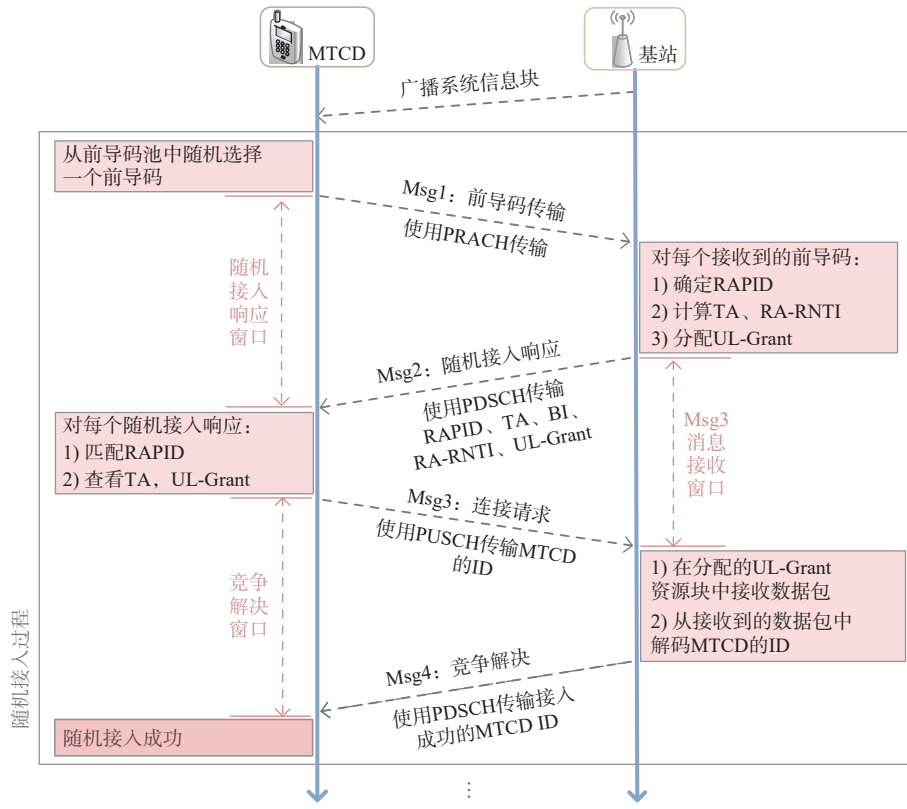 MTCD
基站
广播系统信息块
从前导码池中随机选择
一个前导码
Msg1：前导码传输
使用PRACH传输
随机
接入
响应
窗口
对每个接收到的前导码：
1) 确定RAPID
2) 计算TA、RA-RNTI
3) 分配UL-Grant
Msg2：随机接入响应
使用PDSCH传输
RAPID、TA、BI、
RA-RNTI、UL-Grant
对每个随机接入响应：
1) 匹配RAPID
2) 查看TA，UL-Grant
Msg3
消息
接收
窗口
Msg3：连接请求
使用PUSCH传输MTCD
的ID
竞争
解决
窗口
1) 在分配的UL-Grant
资源块中接收数据包
2) 从接收到的数据包中
解码MTCD的ID
Msg4：竞争解决
使用PDSCH传输接入
成功的MTCD ID
随机接入成功
随机接入过程
⋮